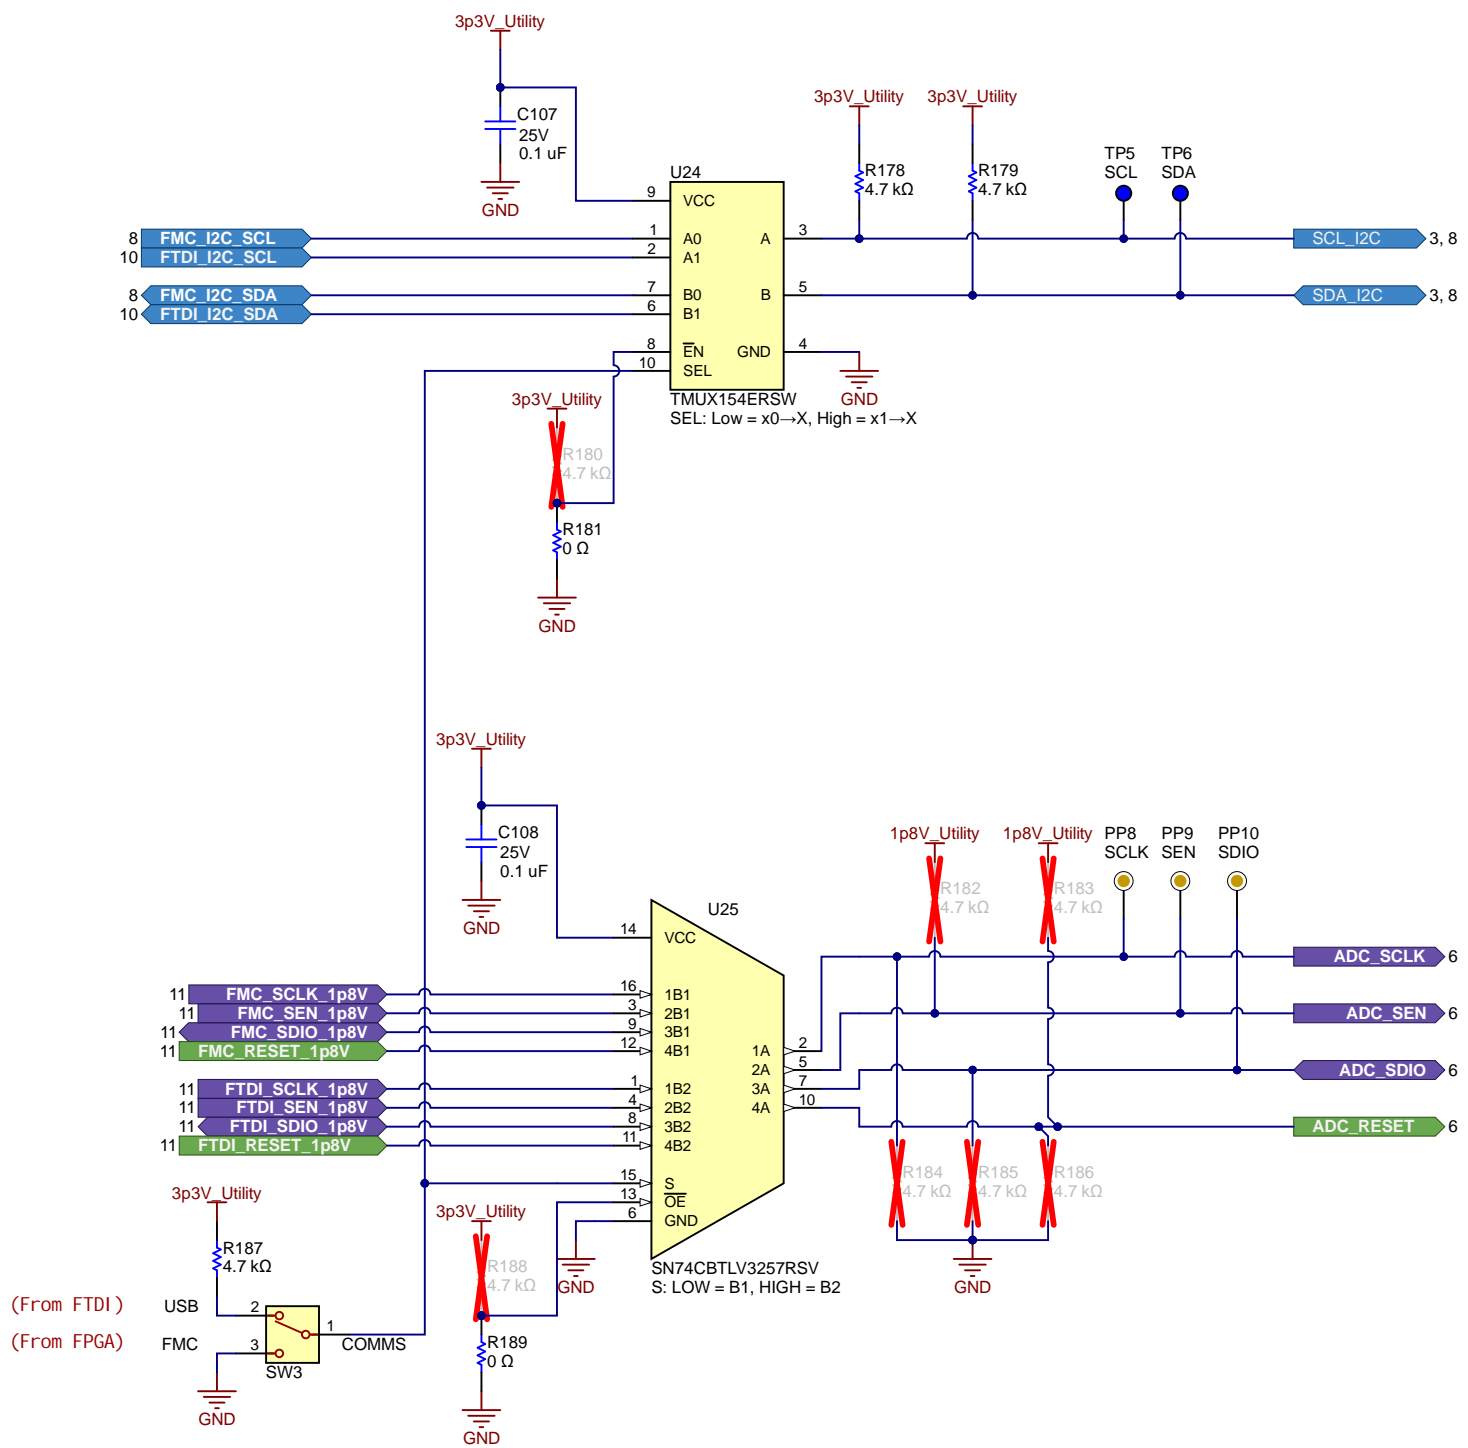 3p3V_Utility
C107
25V
0.1 uF
GND
3p3V_Utility
3p3V_Utility
R178
4.7 kΩ
R179
4.7 kΩ
TP5
SCL
TP6
SDA
U24
9 VCC
8 FMC_I2C_SCL 1 A0 A 3 SCL_I2C 3, 8
10 FTDI_I2C_SCL 2 A1
8 FMC_I2C_SDA 7 B0 B 5 SDA_I2C 3, 8
10 FTDI_I2C_SDA 6 B1
8 EN GND 4
10 SEL
GND
TMUX154ERSW
SEL: Low = x0→X, High = x1→X
3p3V_Utility
R180
4.7 kΩ
R181
0 Ω
GND
3p3V_Utility
C108
25V
0.1 uF
GND
1p8V_Utility
1p8V_Utility
PP8
SCLK
PP9
SEN
PP10
SDIO
R182
4.7 kΩ
R183
4.7 kΩ
U25
14 VCC
11 FMC_SCLK_1p8V 16 1B1
11 FMC_SEN_1p8V 3 2B1
11 FMC_SDIO_1p8V 9 3B1
11 FMC_RESET_1p8V 12 4B1
11 FTDI_SCLK_1p8V 1 1B2
11 FTDI_SEN_1p8V 4 2B2
11 FTDI_SDIO_1p8V 8 3B2
11 FTDI_RESET_1p8V 11 4B2
15 S
13 OE
6 GND
1A 2
2A 5
3A 7
4A 10
ADC_SCLK 6
ADC_SEN 6
ADC_SDIO 6
ADC_RESET 6
R184
4.7 kΩ
R185
4.7 kΩ
R186
4.7 kΩ
GND
GND
SN74CBTLV3257RSV
S: LOW = B1, HIGH = B2
3p3V_Utility
R187
4.7 kΩ
3p3V_Utility
R188
4.7 kΩ
R189
0 Ω
GND
(From FTDI) USB 2
1 COMMS
(From FPGA) FMC 3
SW3
GND